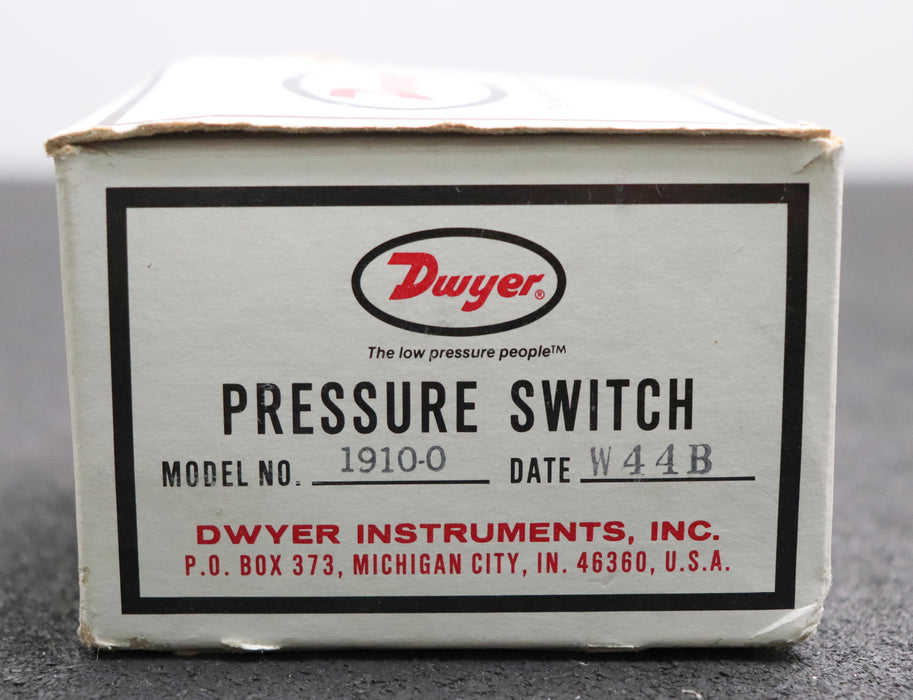 Dwyer®
The low pressure people™
PRESSURE SWITCH
MODEL NO. 1910-0 DATE W44B
DWYER INSTRUMENTS, INC.
P.O. BOX 373, MICHIGAN CITY, IN. 46360, U.S.A.